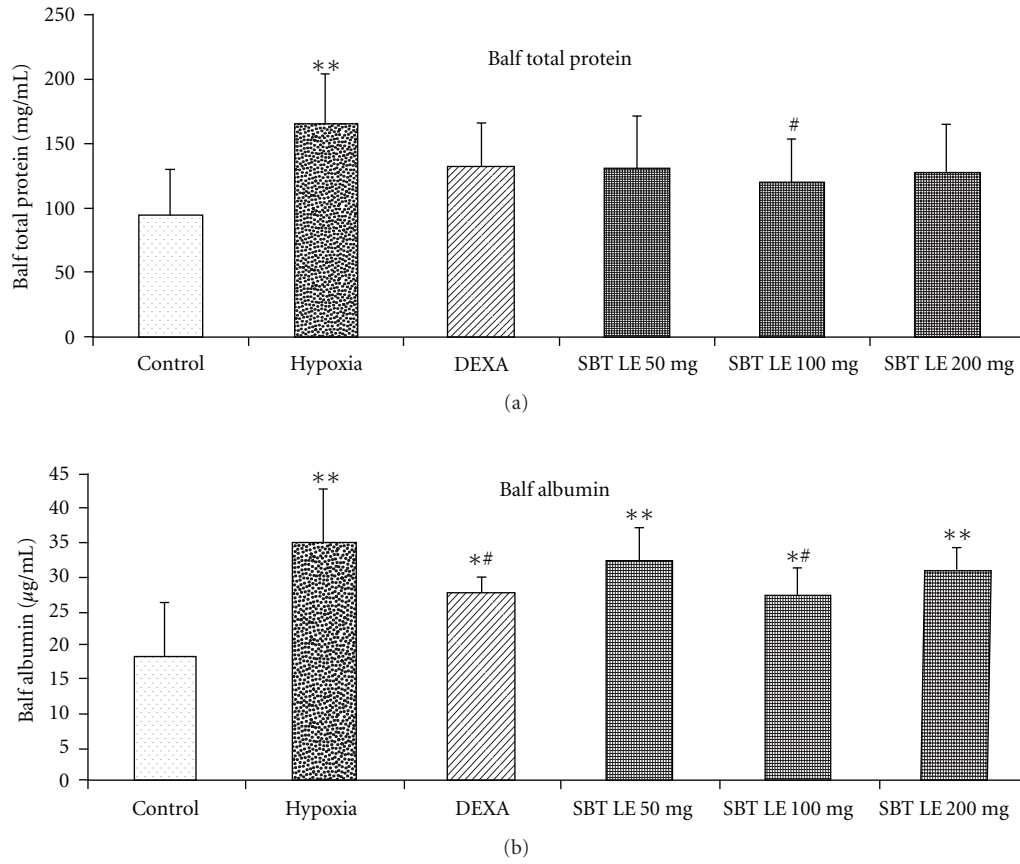 250
200
150
100
50
0
Balf total protein (mg/mL)
Balf total protein
**
#
Control Hypoxia DEXA SBT LE 50 mg SBT LE 100 mg SBT LE 200 mg
(a)
45
40
35
30
25
20
15
10
5
0
Balf albumin (µg/mL)
Balf albumin
**
*#
**
*#
**
Control Hypoxia DEXA SBT LE 50 mg SBT LE 100 mg SBT LE 200 mg
(b)